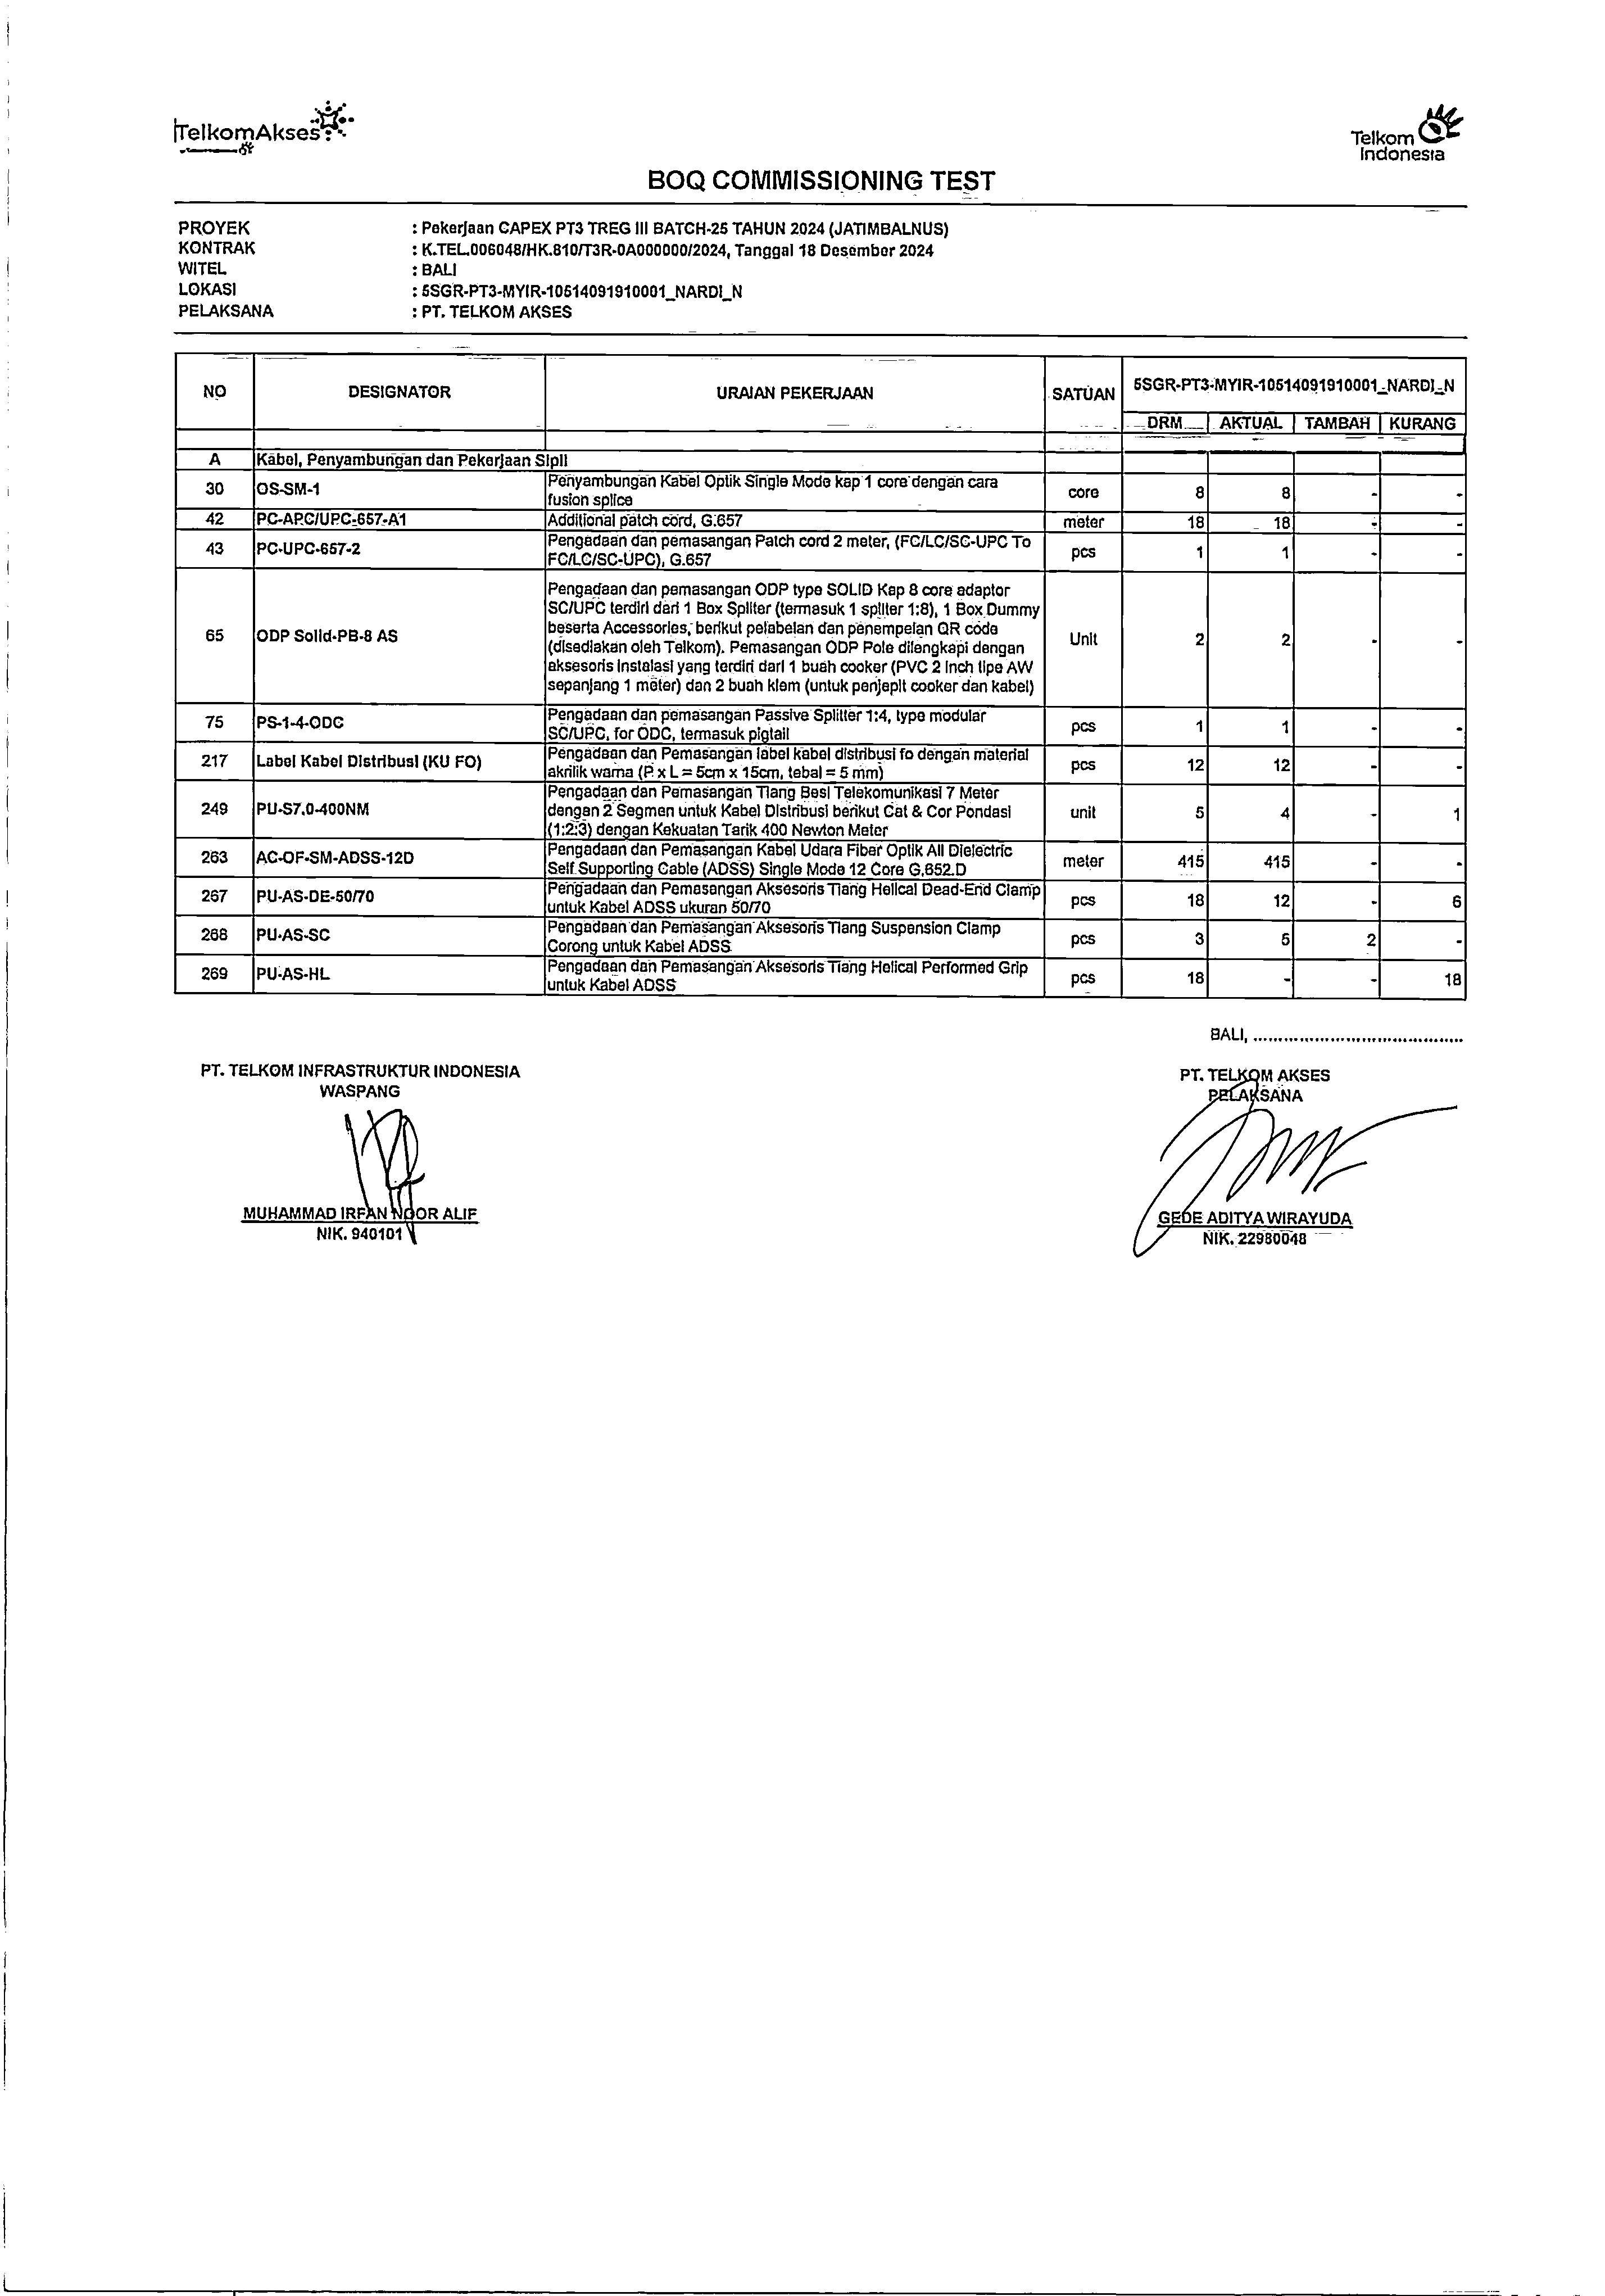 TelkomAkses
Telkom
Indonesia
BOQ COMMISSIONING TEST
PROYEK : Pekerjaan CAPEX PT3 TREG III BATCH-25 TAHUN 2024 (JATIMBALNUS)
KONTRAK : K.TEL.006048/HK.810/T3R-0A000000/2024, Tanggal 18 Desember 2024
WITEL : BALI
LOKASI : 5SGR-PT3-MYIR-10514091910001_NARDI_N
PELAKSANA : PT. TELKOM AKSES
NO DESIGNATOR URAIAN PEKERJAAN SATUAN 5SGR-PT3-MYIR-10514091910001_NARDI_N
DRM AKTUAL TAMBAH KURANG
A Kabel, Penyambungan dan Pekerjaan Sipil
30 OS-SM-1 Penyambungan Kabel Optik Single Mode kap 1 core dengan cara
fusion splice core 8 8 - -
42 PC-APC/UPC-657-A1 Additional patch cord, G.657 meter 18 18 - -
43 PC-UPC-657-2 Pengadaan dan pemasangan Patch cord 2 meter, (FC/LC/SC-UPC To
FC/LC/SC-UPC), G.657 pcs 1 1 - -
Pengadaan dan pemasangan ODP type SOLID Kap 8 core adaptor
SC/UPC terdiri dari 1 Box Spliter (termasuk 1 spliter 1:8), 1 Box Dummy
beserta Accessories, berikut pelabelan dan penempelan QR code
65 ODP Solid-PB-8 AS (disediakan oleh Telkom). Pemasangan ODP Pole dilengkapi dengan Unit 2 2 - -
aksesoris instalasi yang terdiri dari 1 buah cooker (PVC 2 inch tipe AW
sepanjang 1 meter) dan 2 buah klem (untuk penjepit cooker dan kabel)
75 PS-1-4-ODC Pengadaan dan pemasangan Passive Splitter 1:4, type modular
SC/UPC, for ODC, termasuk pigtail pcs 1 1 - -
217 Label Kabel Distribusi (KU FO) Pengadaan dan Pemasangan label kabel distribusi fo dengan material
akrilik warna (P x L = 5cm x 15cm, tebal = 5 mm) pcs 12 12 - -
Pengadaan dan Pemasangan Tiang Besi Telekomunikasi 7 Meter
249 PU-S7.0-400NM dengan 2 Segmen untuk Kabel Distribusi berikut Cat & Cor Pondasi unit 5 4 - 1
(1:2:3) dengan Kekuatan Tarik 400 Newton Meter
263 AC-OF-SM-ADSS-12D Pengadaan dan Pemasangan Kabel Udara Fiber Optik All Dielectric
Self Supporting Cable (ADSS) Single Mode 12 Core G.652.D meter 415 415 - -
267 PU-AS-DE-50/70 Pengadaan dan Pemasangan Aksesoris Tiang Helical Dead-End Clamp
untuk Kabel ADSS ukuran 50/70 pcs 18 12 - 6
268 PU-AS-SC Pengadaan dan Pemasangan Aksesoris Tiang Suspension Clamp
Corong untuk Kabel ADSS pcs 3 5 2 -
269 PU-AS-HL Pengadaan dan Pemasangan Aksesoris Tiang Helical Performed Grip
untuk Kabel ADSS pcs 18 - - 18
BALI, ..........................................
PT. TELKOM INFRASTRUKTUR INDONESIA
WASPANG
PT. TELKOM AKSES
PELAKSANA
MUHAMMAD IRFAN NOOR ALIF
NIK. 940101
GEDE ADITYA WIRAYUDA
NIK. 22980048